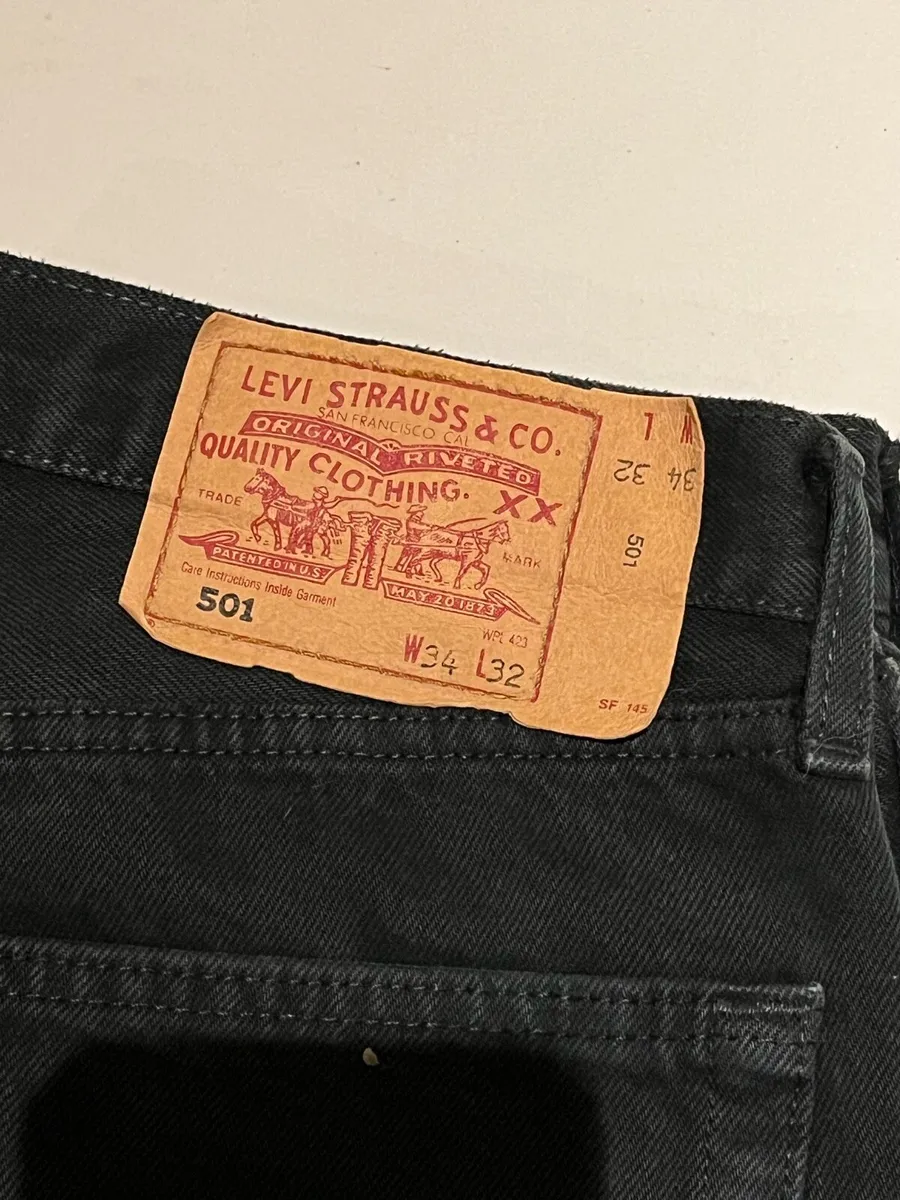 LEVI STRAUSS & CO.
SAN FRANCISCO CAL
ORIGINAL RIVETED
QUALITY CLOTHING.
XX
TRADE MARK
PATENTED IN U.S.
MAY 20 1873
Care Instructions Inside Garment
501
WPL 423
W34 L32
L W
32 34
501
SF 145